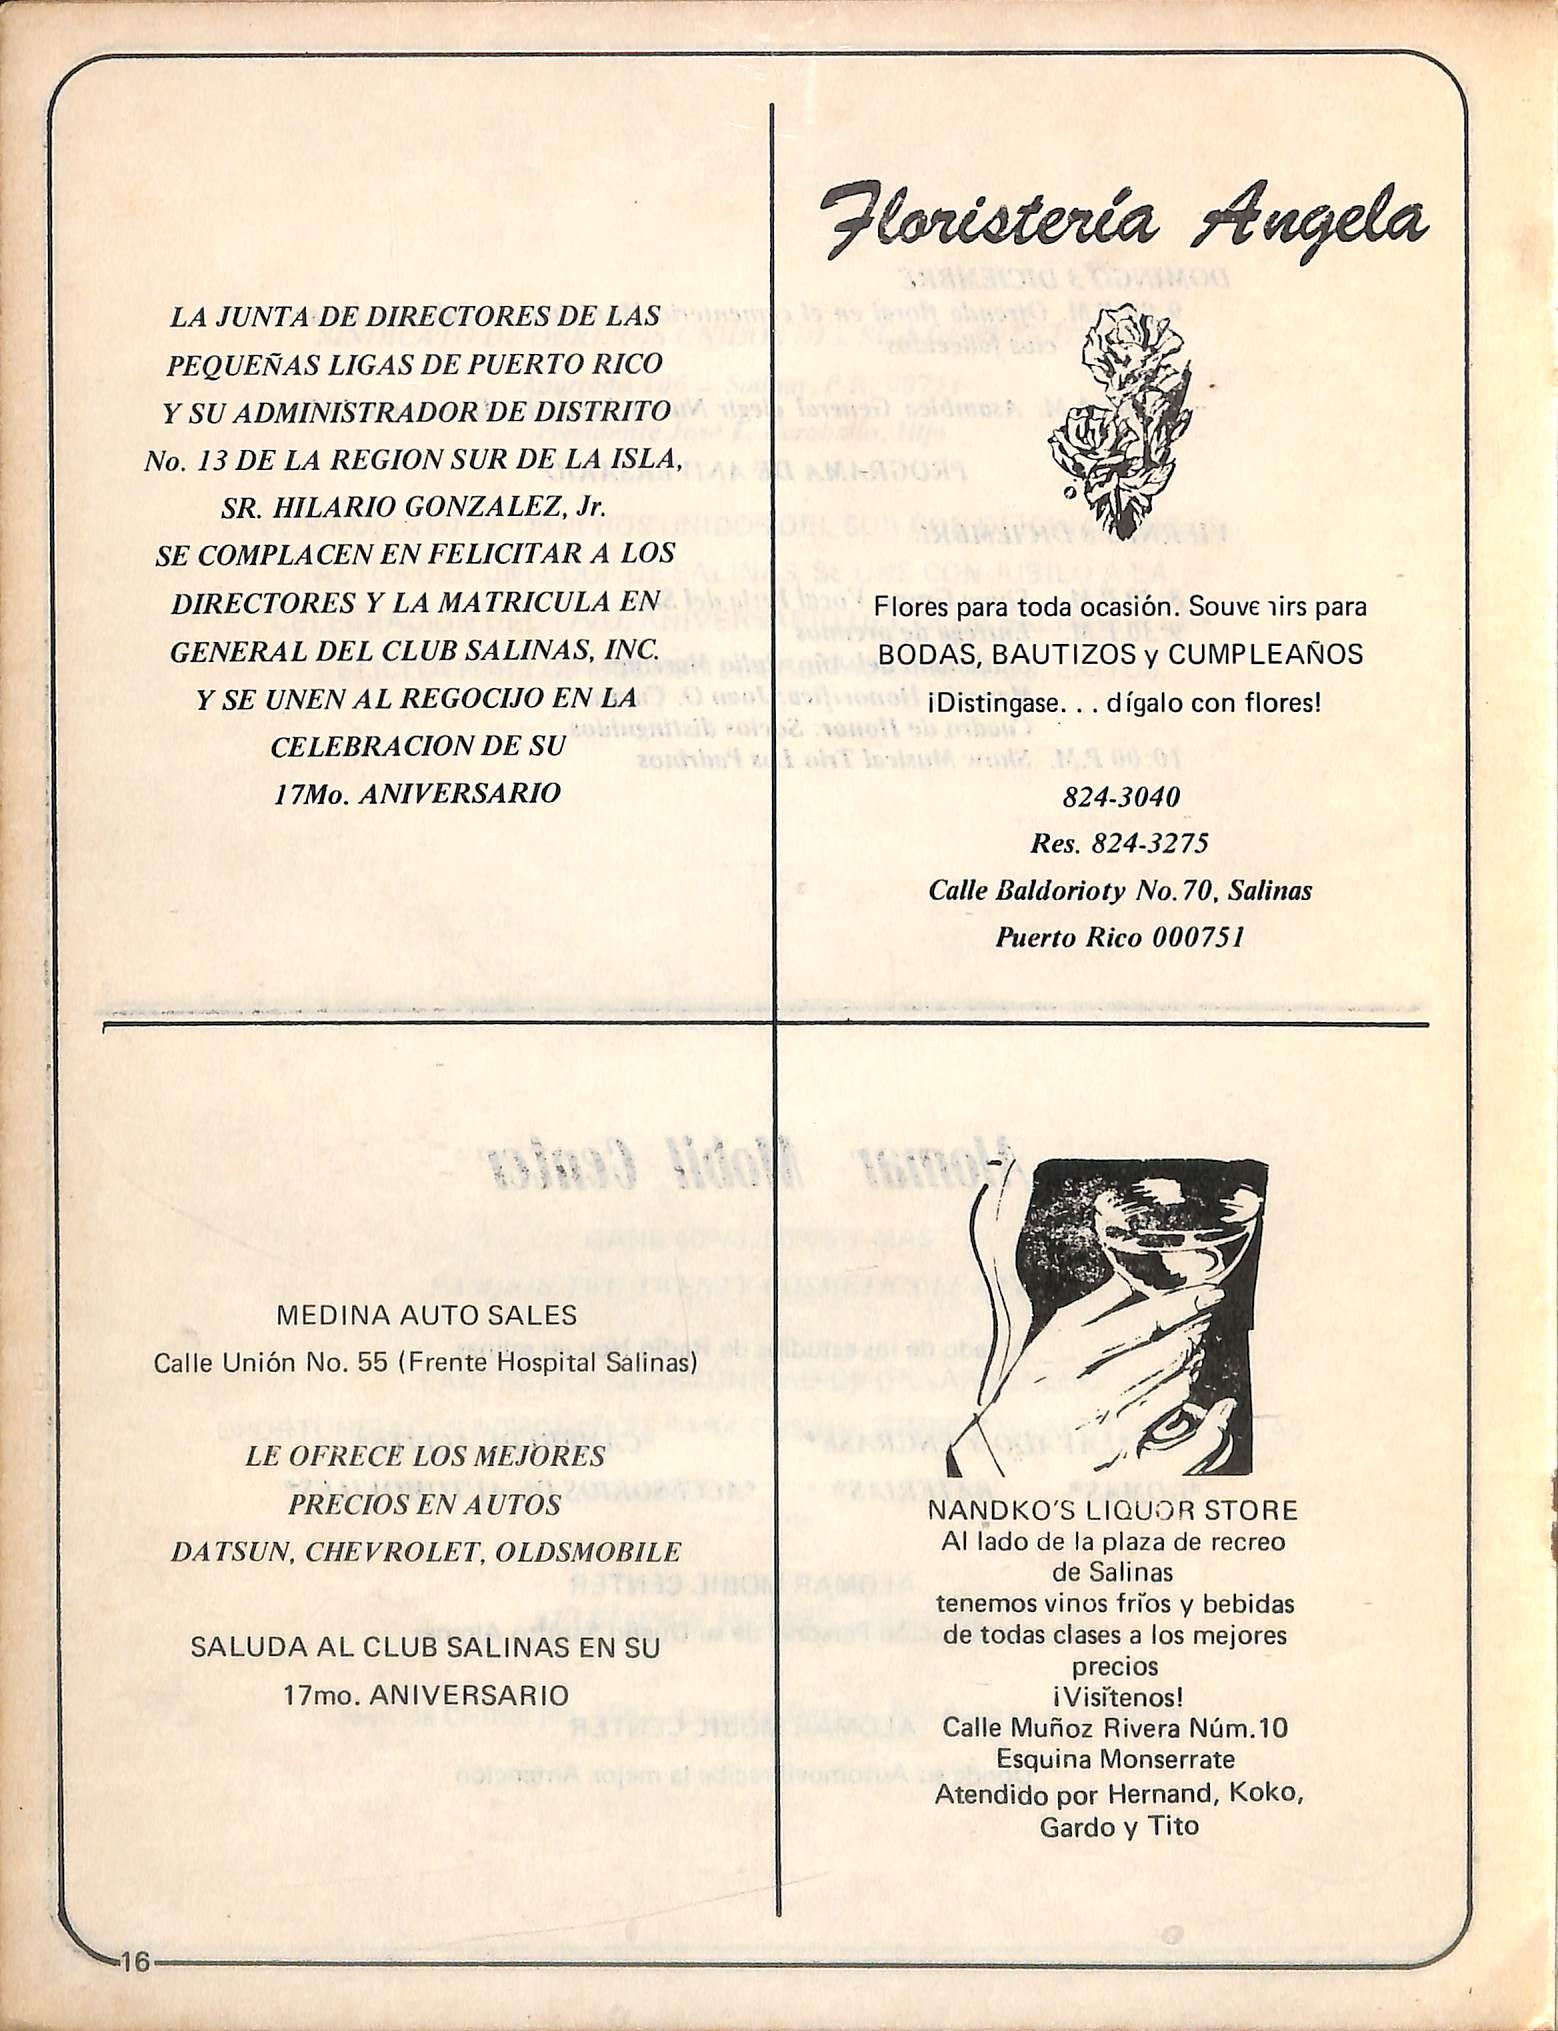 LA JUNTA DE DIRECTORES DE LAS
PEQUEÑAS LIGAS DE PUERTO RICO
Y SU ADMINISTRADOR DE DISTRITO
No. 13 DE LA REGION SUR DE LA ISLA,
SR. HILARIO GONZALEZ, Jr.
SE COMPLACEN EN FELICITAR A LOS
DIRECTORES Y LA MATRICULA EN
GENERAL DEL CLUB SALINAS, INC.
Y SE UNEN AL REGOCIJO EN LA
CELEBRACION DE SU
17Mo. ANIVERSARIO
Floristería Angela
Flores para toda ocasión. Souvenirs para
BODAS, BAUTIZOS y CUMPLEAÑOS
¡Distingase. . . dígalo con flores!
824-3040
Res. 824-3275
Calle Baldorioty No. 70, Salinas
Puerto Rico 000751
MEDINA AUTO SALES
Calle Unión No. 55 (Frente Hospital Salinas)
LE OFRECE LOS MEJORES
PRECIOS EN AUTOS
DATSUN, CHEVROLET, OLDSMOBILE
SALUDA AL CLUB SALINAS EN SU
17mo. ANIVERSARIO
NANDKO'S LIQUOR STORE
Al lado de la plaza de recreo
de Salinas
tenemos vinos fríos y bebidas
de todas clases a los mejores
precios
¡Visítenos!
Calle Muñoz Rivera Núm.10
Esquina Monserrate
Atendido por Hernand, Koko,
Gardo y Tito
16